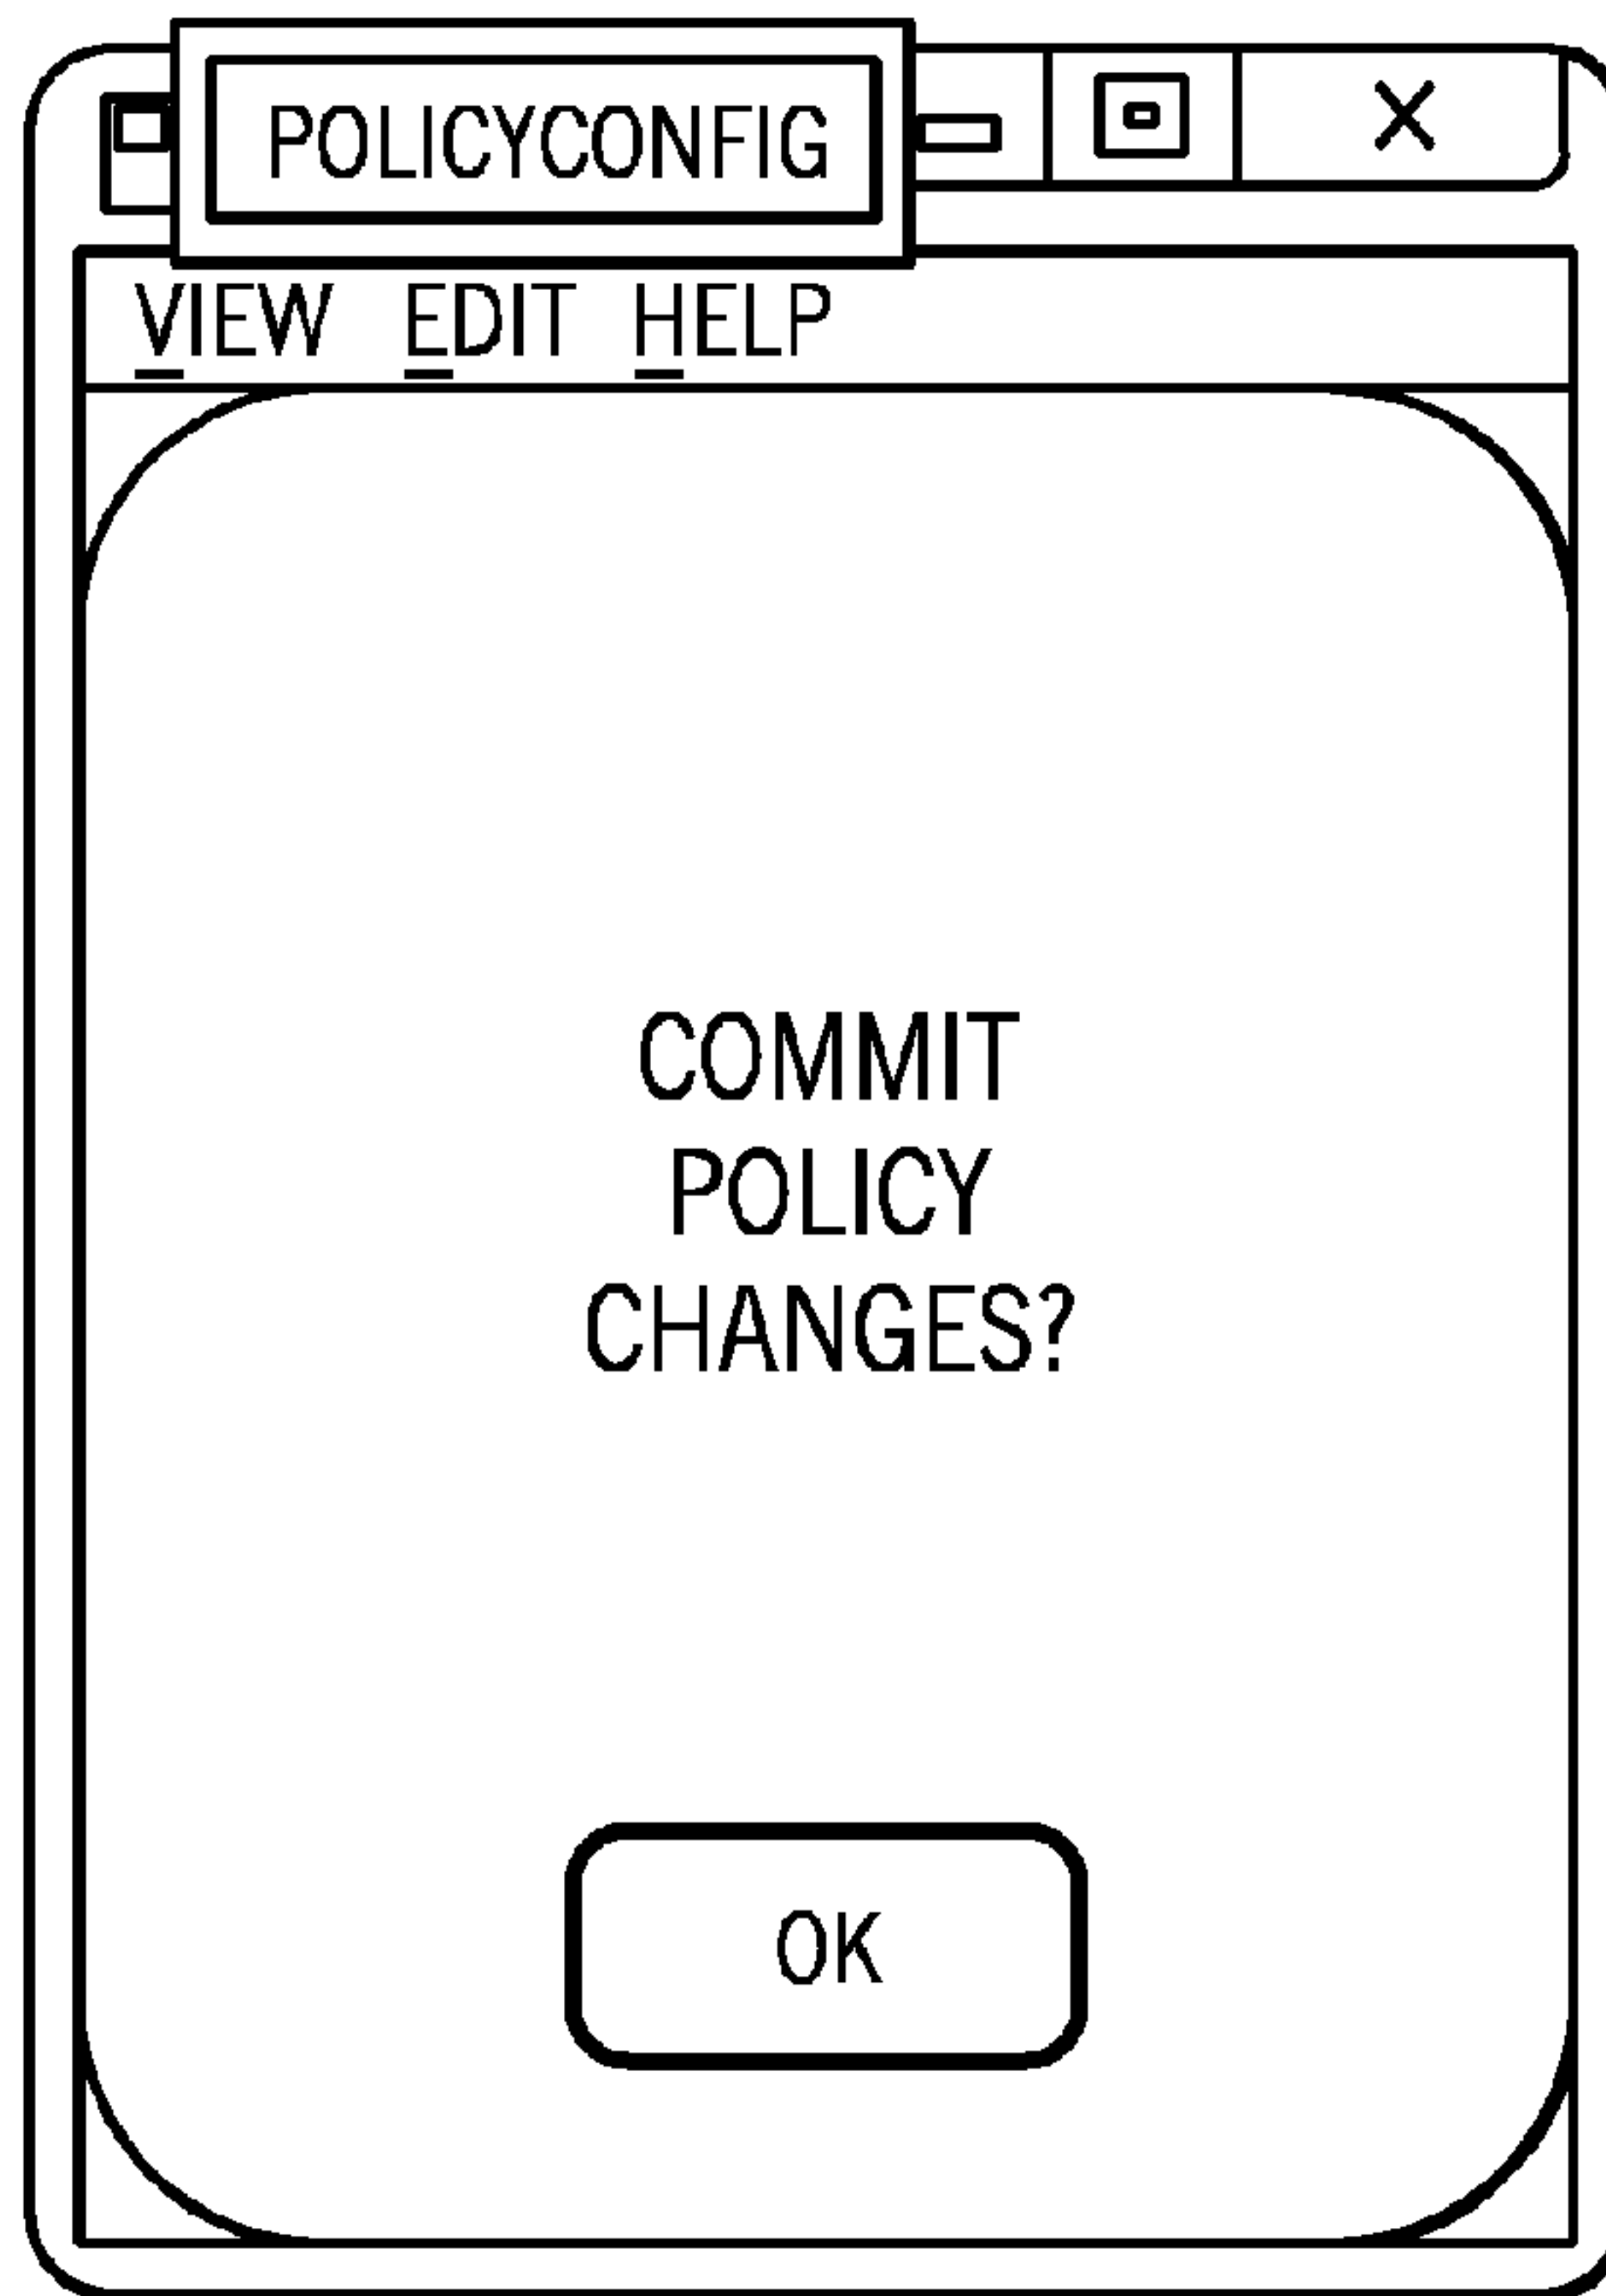 POLICYCONFIG
VIEW EDIT HELP
COMMIT
POLICY
CHANGES?
OK